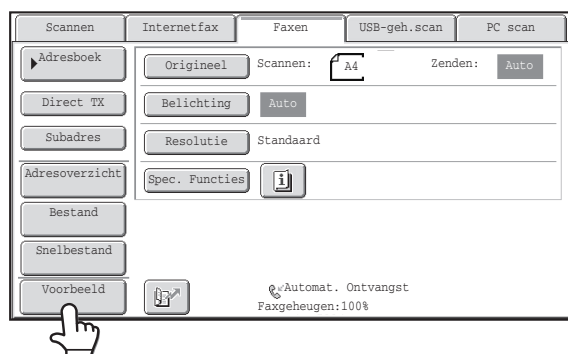 Scannen
Internetfax
Faxen
USB-geh.scan
PC scan
Adresboek
Origineel
Scannen:
A4
Zenden:
Auto
Direct TX
Belichting
Auto
Subadres
Resolutie
Standaard
Adresoverzicht
Spec. Functies
Bestand
Snelbestand
Voorbeeld
Automat. Ontvangst
Faxgeheugen:100%